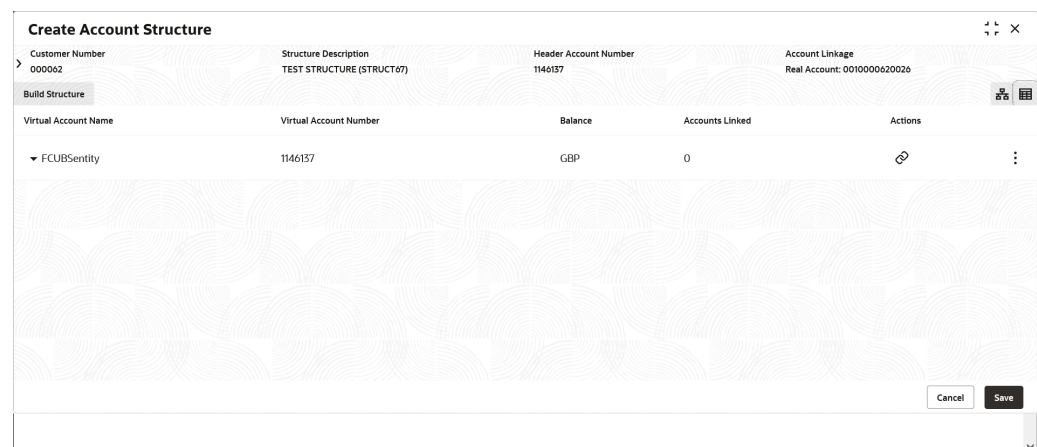 Create Account Structure
Customer Number Structure Description Header Account Number Account Linkage
000062 TEST STRUCTURE (STRUCT67) 1146137 Real Account: 0010000620026
Build Structure
Virtual Account Name Virtual Account Number Balance Accounts Linked Actions
FCUBSentity 1146137 GBP 0
Cancel Save